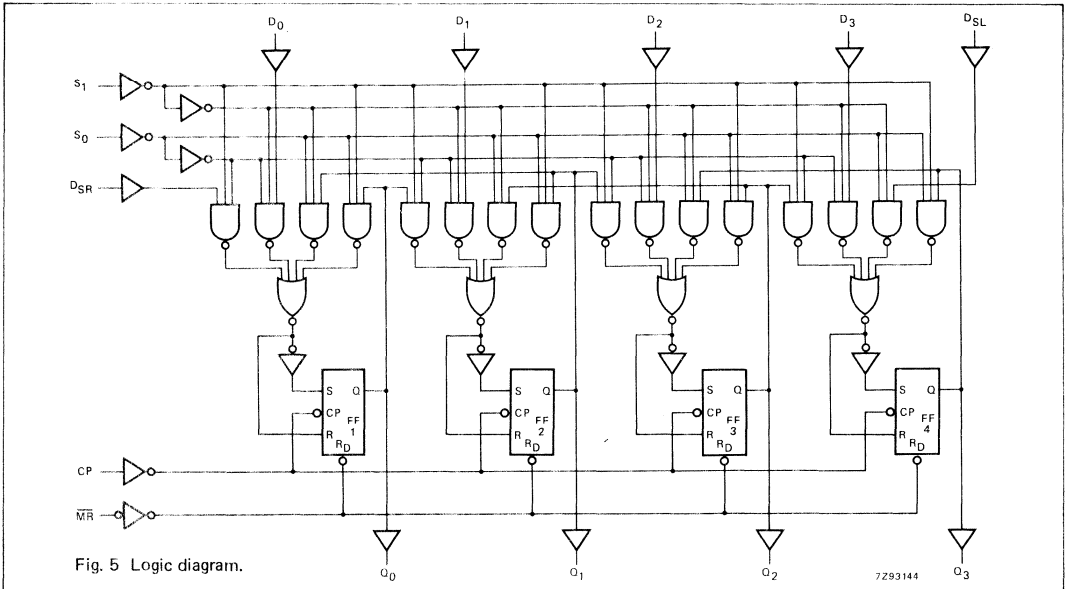 D0 D1 D2 D3 DSL
S1
S0
DSR
S Q S Q S Q S Q
CP FF 1 CP FF 2 CP FF 3 CP FF 4
R RD R RD R RD R RD
CP
MR
Fig. 5 Logic diagram.
Q0 Q1 Q2 7Z93144 Q3